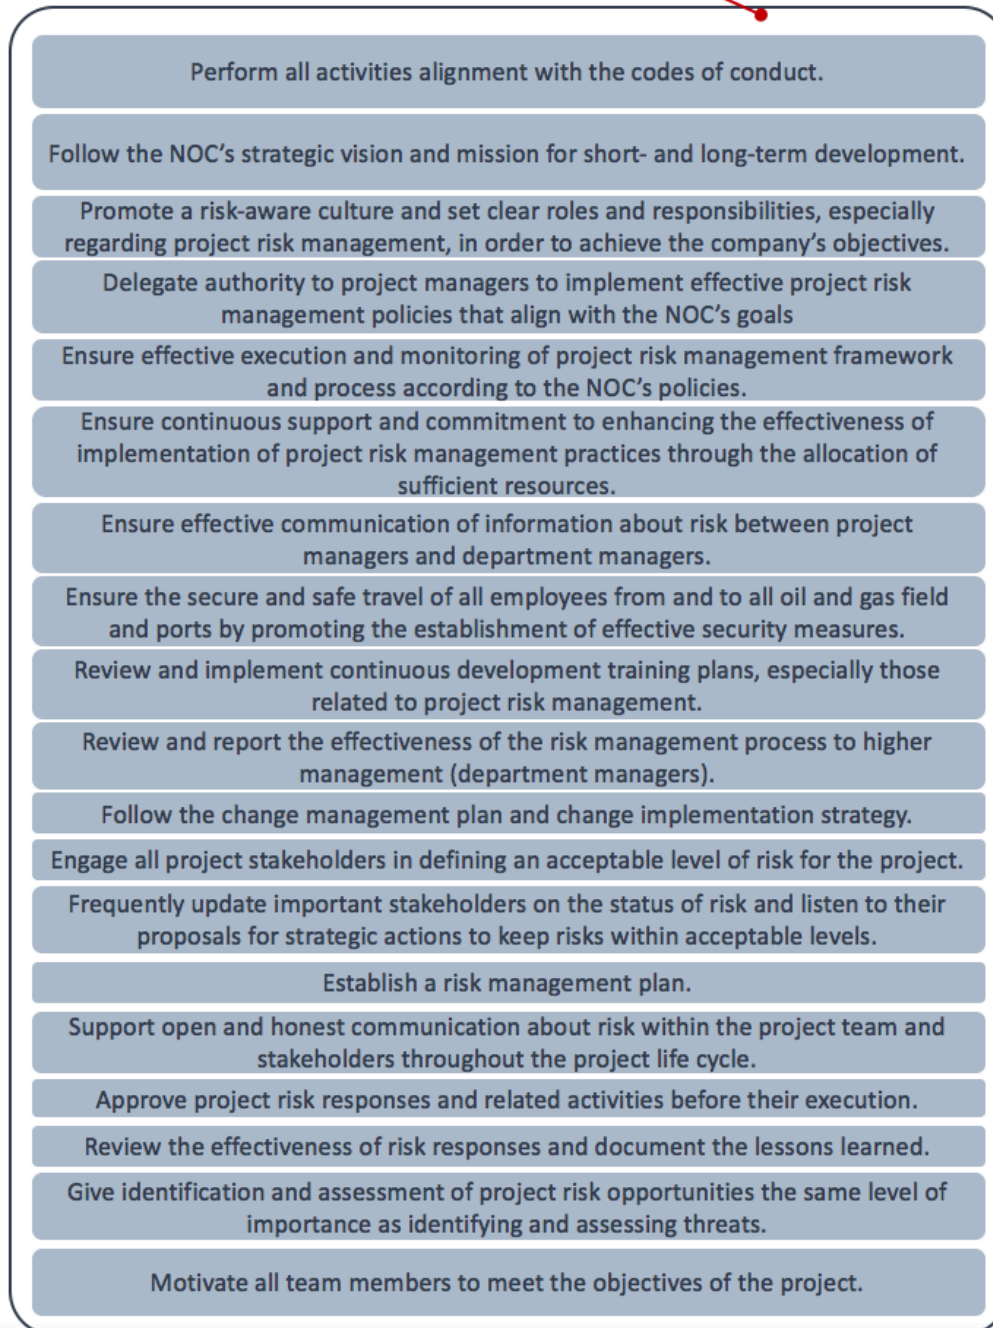 Perform all activities alignment with the codes of conduct.
Follow the NOC’s strategic vision and mission for short- and long-term development.
Promote a risk-aware culture and set clear roles and responsibilities, especially
regarding project risk management, in order to achieve the company’s objectives.
Delegate authority to project managers to implement effective project risk
management policies that align with the NOC’s goals
Ensure effective execution and monitoring of project risk management framework
and process according to the NOC’s policies.
Ensure continuous support and commitment to enhancing the effectiveness of
implementation of project risk management practices through the allocation of
sufficient resources.
Ensure effective communication of information about risk between project
managers and department managers.
Ensure the secure and safe travel of all employees from and to all oil and gas field
and ports by promoting the establishment of effective security measures.
Review and implement continuous development training plans, especially those
related to project risk management.
Review and report the effectiveness of the risk management process to higher
management (department managers).
Follow the change management plan and change implementation strategy.
Engage all project stakeholders in defining an acceptable level of risk for the project.
Frequently update important stakeholders on the status of risk and listen to their
proposals for strategic actions to keep risks within acceptable levels.
Establish a risk management plan.
Support open and honest communication about risk within the project team and
stakeholders throughout the project life cycle.
Approve project risk responses and related activities before their execution.
Review the effectiveness of risk responses and document the lessons learned.
Give identification and assessment of project risk opportunities the same level of
importance as identifying and assessing threats.
Motivate all team members to meet the objectives of the project.